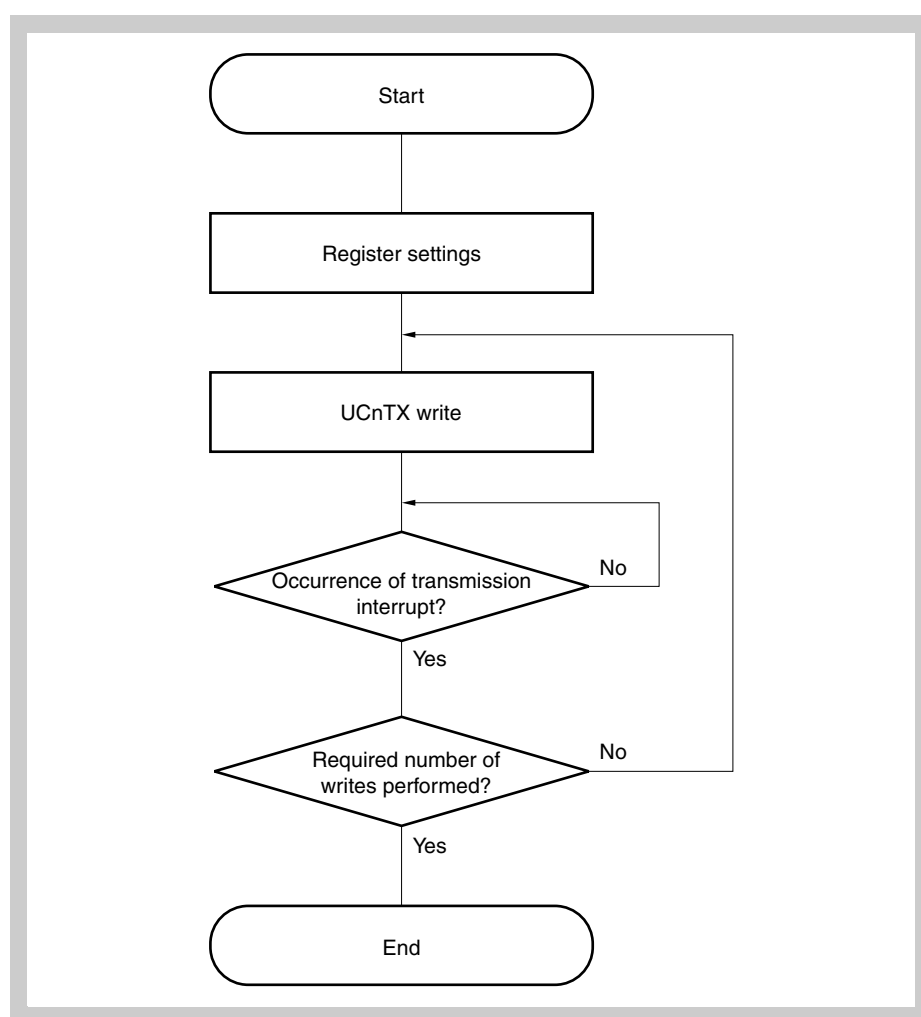 Start
Register settings
UCnTX write
Occurrence of transmission
interrupt?
No
Yes
Required number of
writes performed?
No
Yes
End